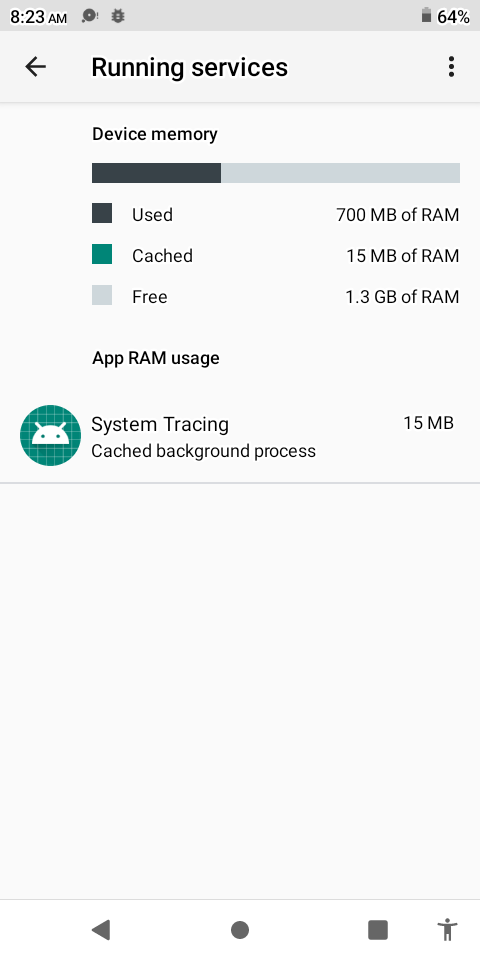 8:23 AM 64%
Running services
Device memory
Used 700 MB of RAM
Cached 15 MB of RAM
Free 1.3 GB of RAM
App RAM usage
System Tracing 15 MB
Cached background process